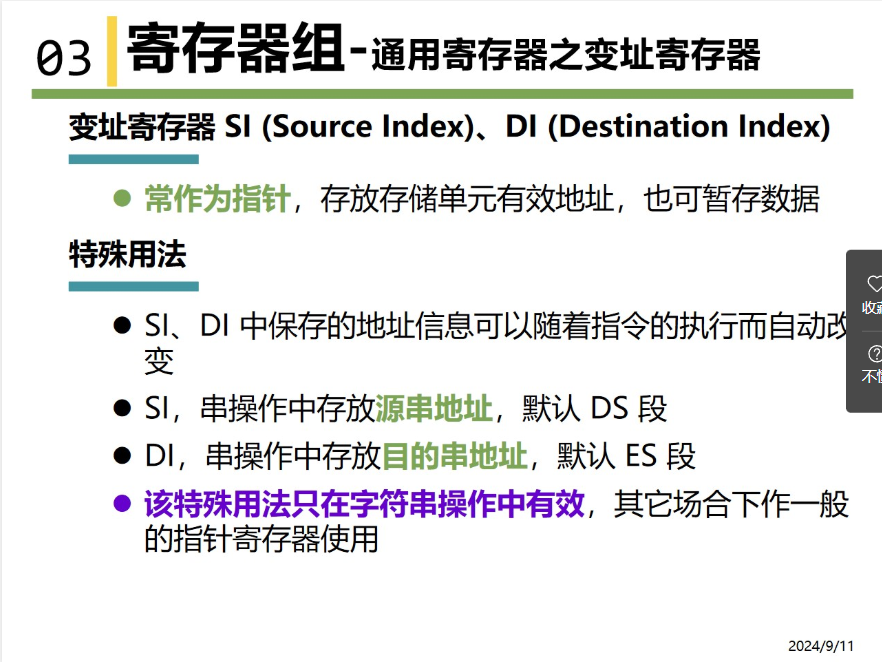 03 寄存器组-通用寄存器之变址寄存器
变址寄存器 SI (Source Index)、DI (Destination Index)
常作为指针，存放存储单元有效地址，也可暂存数据
特殊用法
SI、DI 中保存的地址信息可以随着指令的执行而自动改
变
SI，串操作中存放源串地址，默认 DS 段
DI，串操作中存放目的串地址，默认 ES 段
该特殊用法只在字符串操作中有效，其它场合下作一般
的指针寄存器使用
收
不
2024/9/11